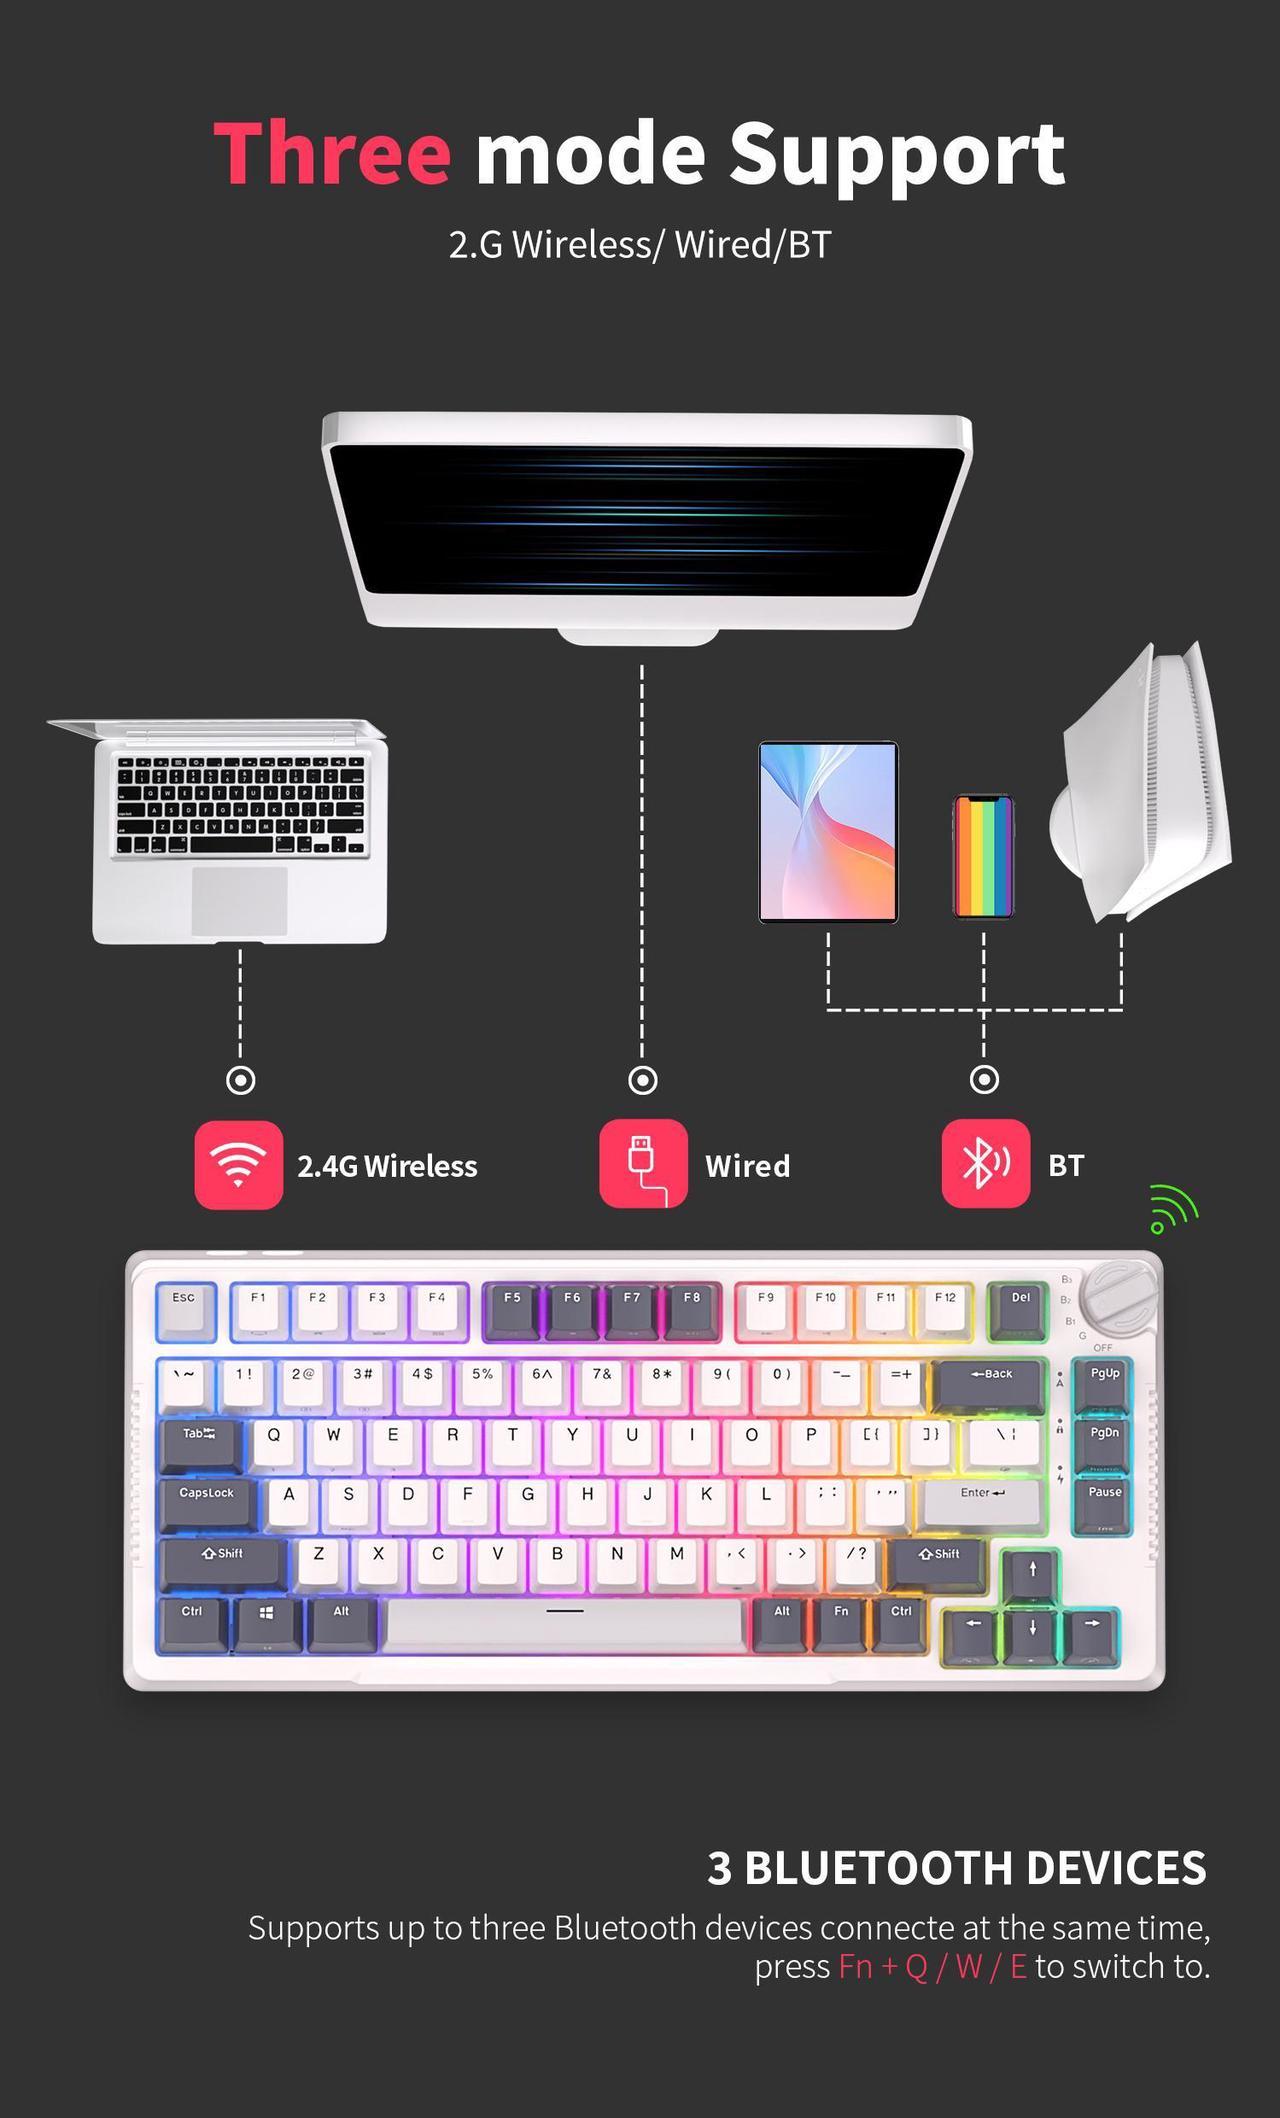 Three mode Support
2.G Wireless/ Wired/BT
2.4G Wireless
Wired
BT
B3
B2
B1
G
OFF
Esc F1 F2 F3 F4 F5 F6 F7 F8 F9 F10 F11 F12 Del
`~ 1! 2@ 3# 4$ 5% 6^ 7& 8* 9( 0) -_ =+ ←Back PgUp
Tab Q W E R T Y U I O P [{ ]} \| PgDn
CapsLock A S D F G H J K L ;: '" Enter↵ Pause
⇧Shift Z X C V B N M ,< .> /? ⇧Shift ↑
Ctrl Alt Alt Fn Ctrl ← ↓ →
3 BLUETOOTH DEVICES
Supports up to three Bluetooth devices connecte at the same time,
press Fn + Q / W / E to switch to.